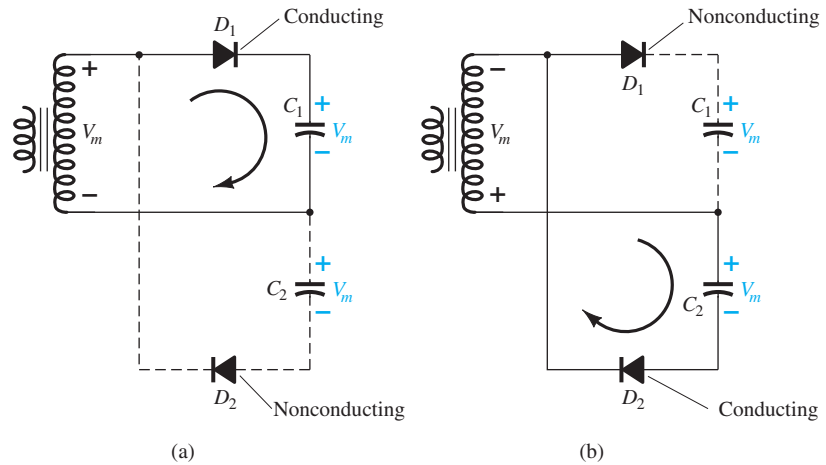 D1
Conducting
+
Vm
−
C1
+
Vm
−
C2
+
Vm
−
D2
Nonconducting
(a)
Nonconducting
D1
−
Vm
+
C1
+
Vm
−
C2
+
Vm
−
D2
Conducting
(b)